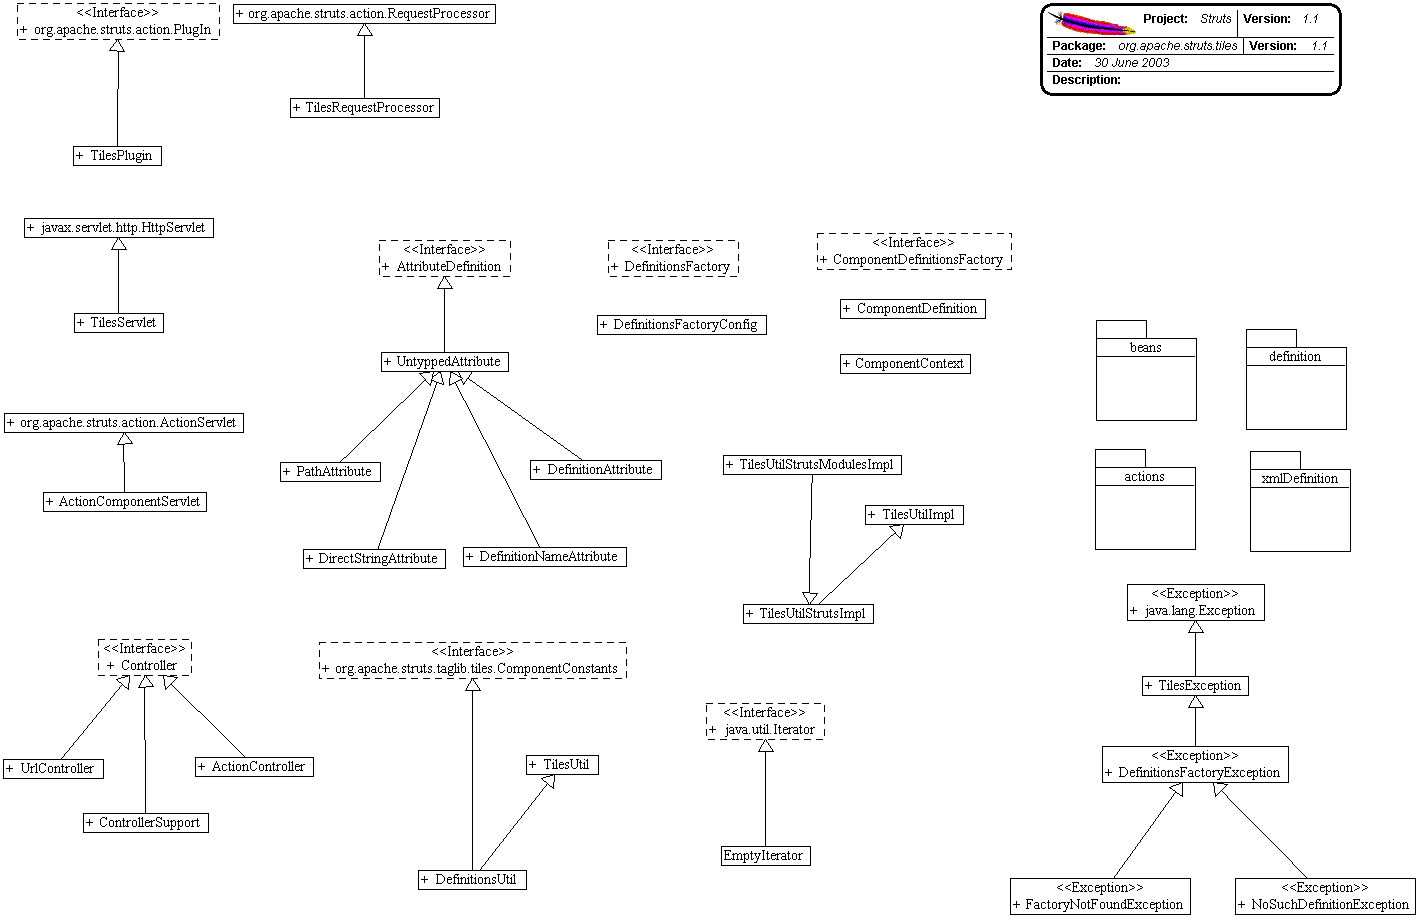 <<Interface>>
+ org.apache.struts.action.PlugIn
+ org.apache.struts.action.RequestProcessor
Project: Struts Version: 1.1
Package: org.apache.struts.tiles Version: 1.1
Date: 30 June 2003
Description:
+ TilesRequestProcessor
+ TilesPlugin
+ javax.servlet.http.HttpServlet
<<Interface>>
+ AttributeDefinition
<<Interface>>
+ DefinitionsFactory
<<Interface>>
+ ComponentDefinitionsFactory
+ TilesServlet
+ DefinitionsFactoryConfig
+ ComponentDefinition
+ UntyppedAttribute
+ ComponentContext
beans
definition
+ org.apache.struts.action.ActionServlet
+ PathAttribute
+ DefinitionAttribute
+ TilesUtilStrutsModulesImpl
actions
xmlDefinition
+ ActionComponentServlet
+ TilesUtilImpl
+ DirectStringAttribute
+ DefinitionNameAttribute
+ TilesUtilStrutsImpl
<<Exception>>
+ java.lang.Exception
<<Interface>>
+ Controller
<<Interface>>
+ org.apache.struts.taglib.tiles.ComponentConstants
+ TilesException
<<Interface>>
+ java.util.Iterator
+ UrlController
+ ActionController
+ TilesUtil
<<Exception>>
+ DefinitionsFactoryException
+ ControllerSupport
EmptyIterator
+ DefinitionsUtil
<<Exception>>
+ FactoryNotFoundException
<<Exception>>
+ NoSuchDefinitionException